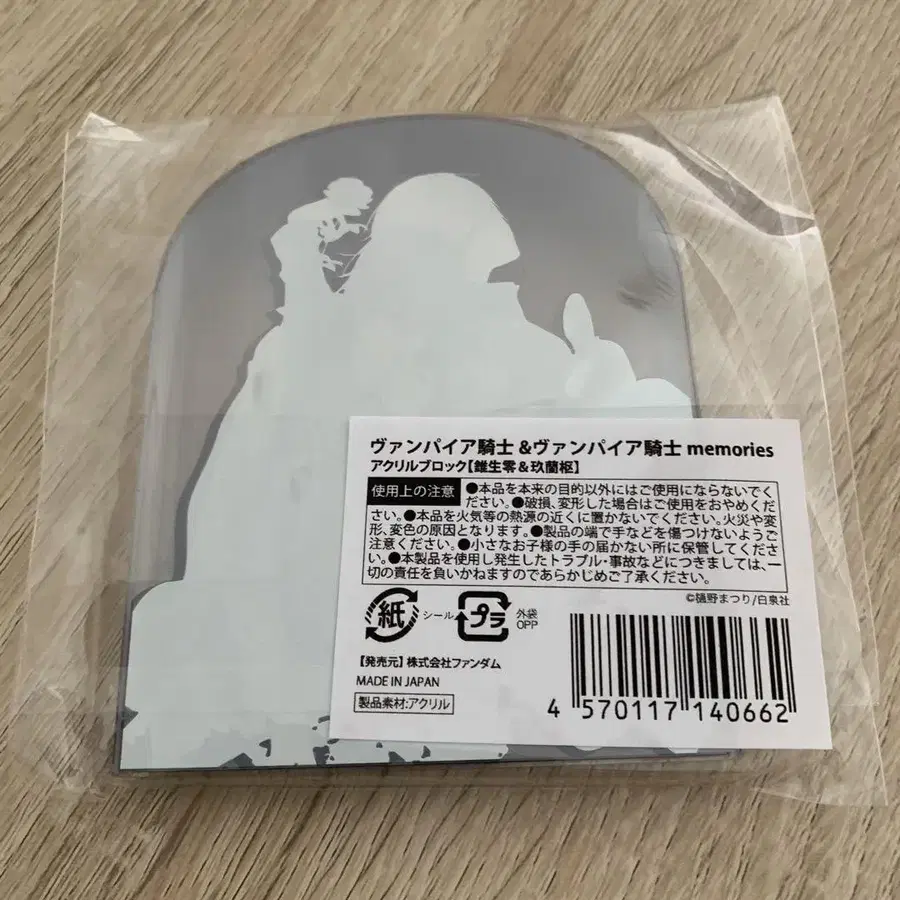 ヴァンパイア騎士 &ヴァンパイア騎士 memories
アクリルブロック【錐生零&玖蘭枢】
使用上の注意 ●本品を本来の目的以外にはご使用にならないでく
ださい。●破損、変形した場合はご使用をおやめくだ
さい。●本品を火気等の熱源の近くに置かないでください。火災や変
形、変色の原因となります。●製品の端で手などを傷つけないようご
注意ください。●小さなお子様の手の届かない所に保管してくださ
い。●本製品を使用し発生したトラブル・事故などにつきましては、一
切の責任を負いかねますのであらかじめご了承ください。
©樋野まつり/白泉社
紙 シール プラ 外袋
OPP
【発売元】株式会社ファンダム
MADE IN JAPAN
製品素材:アクリル
4 570117 140662